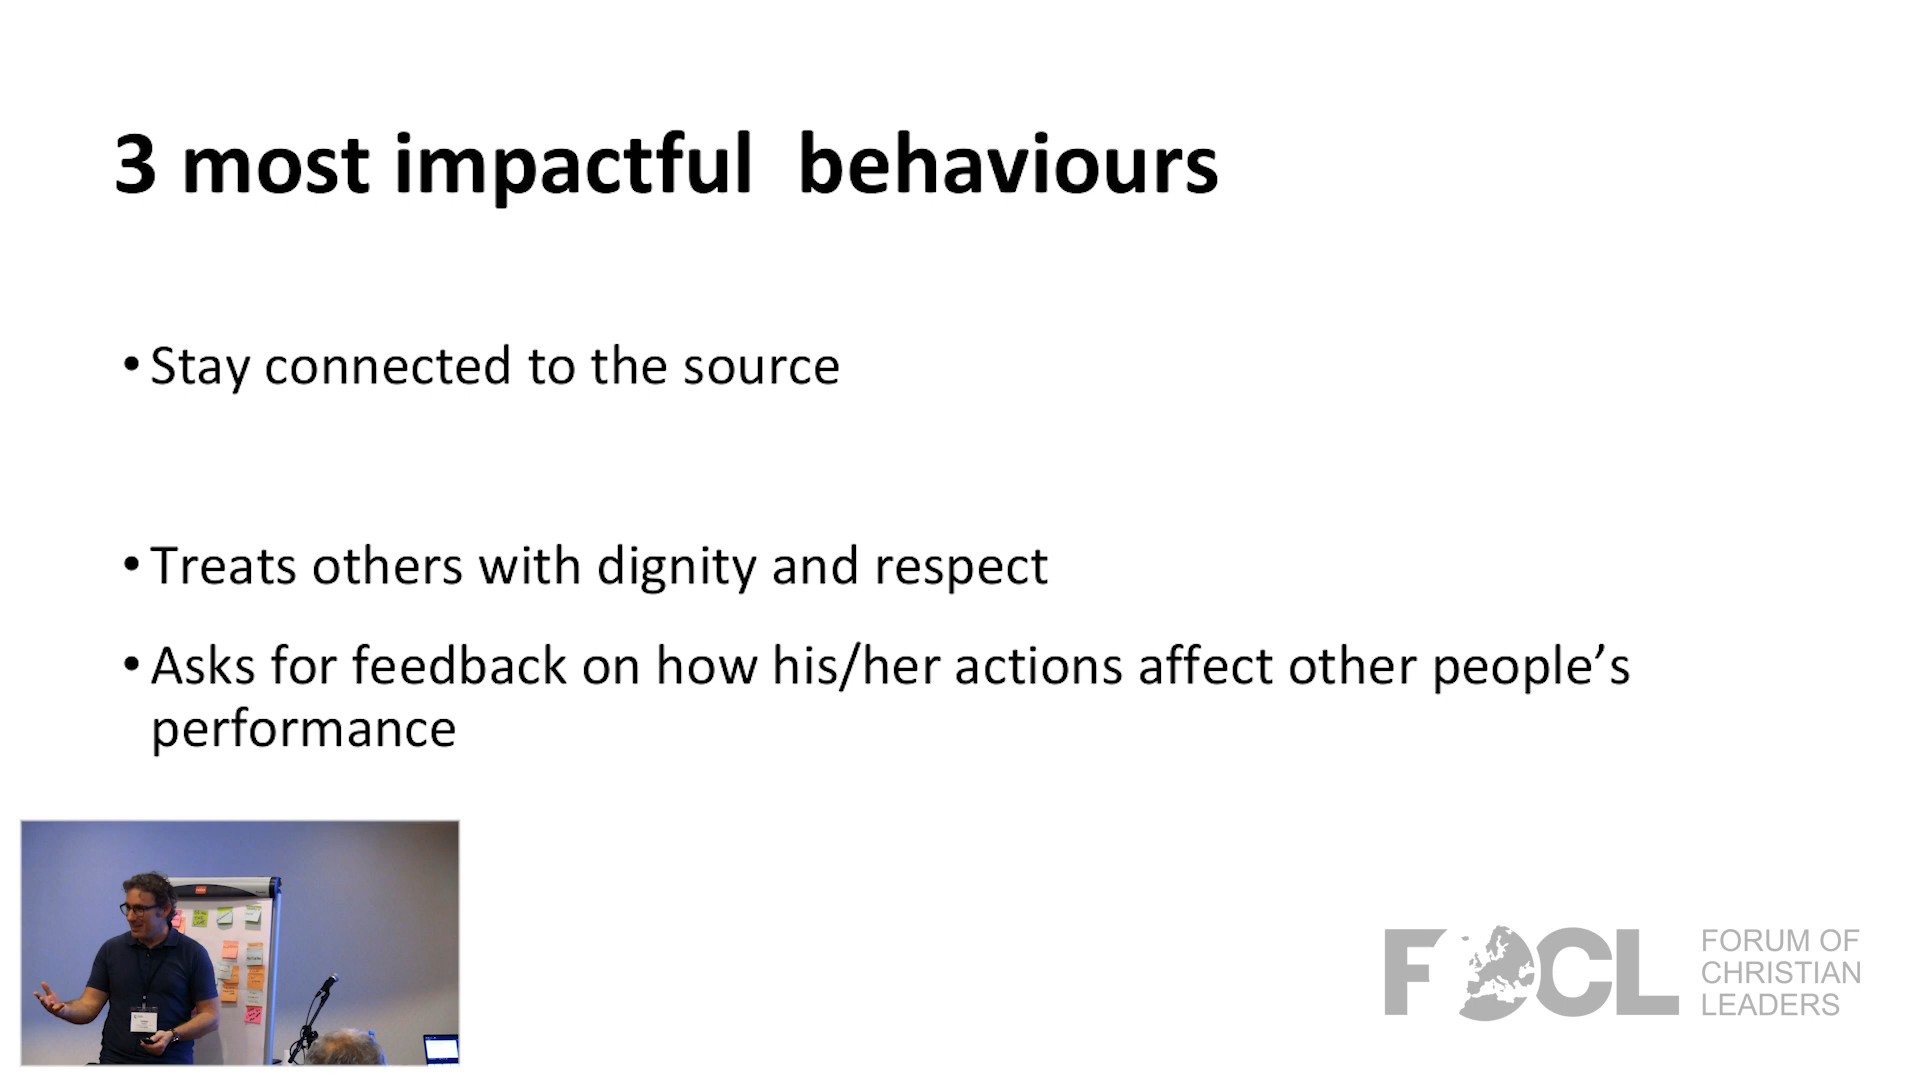 3 most impactful  behaviours
• Stay connected to the source
• Treats others with dignity and respect
• Asks for feedback on how his/her actions affect other people’s
performance
FOCL
FORUM OF
CHRISTIAN
LEADERS